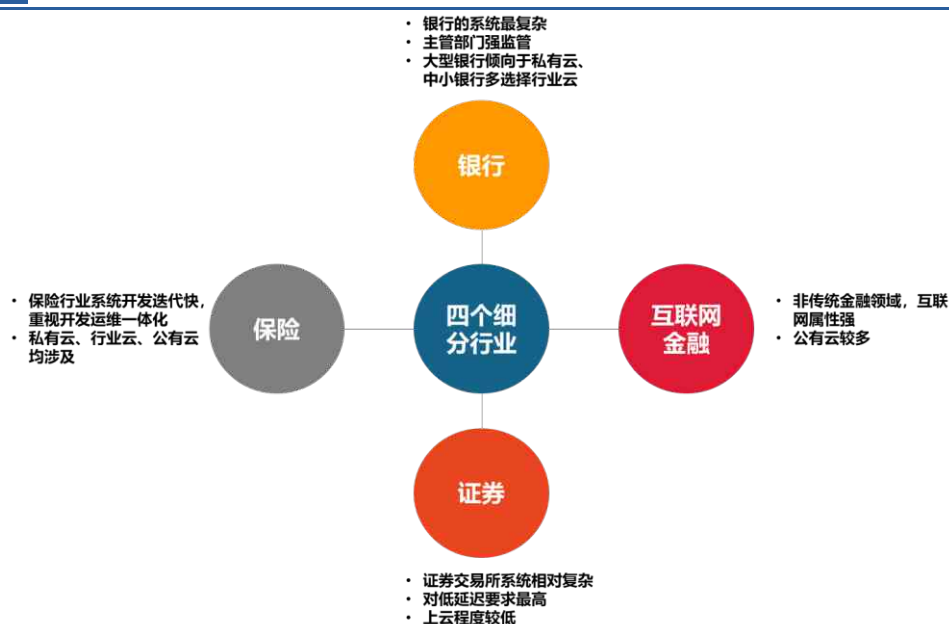 • 银行的系统最复杂
• 主管部门强监管
• 大型银行倾向于私有云、
中小银行多选择行业云
银行
• 保险行业系统开发迭代快，
重视开发运维一体化
• 私有云、行业云、公有云
均涉及
保险
四个细
分行业
互联网
金融
• 非传统金融领域，互联
网属性强
• 公有云较多
证券
• 证券交易所系统相对复杂
• 对低延迟要求最高
• 上云程度较低